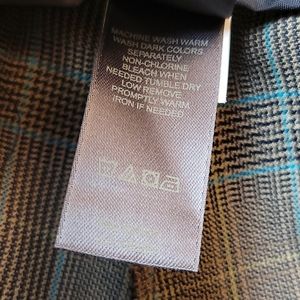 MACHINE WASH WARM
WASH DARK COLORS
SEPARATELY
NON-CHLORINE
BLEACH WHEN
NEEDED TUMBLE DRY
LOW REMOVE
PROMPTLY WARM
IRON IF NEEDED